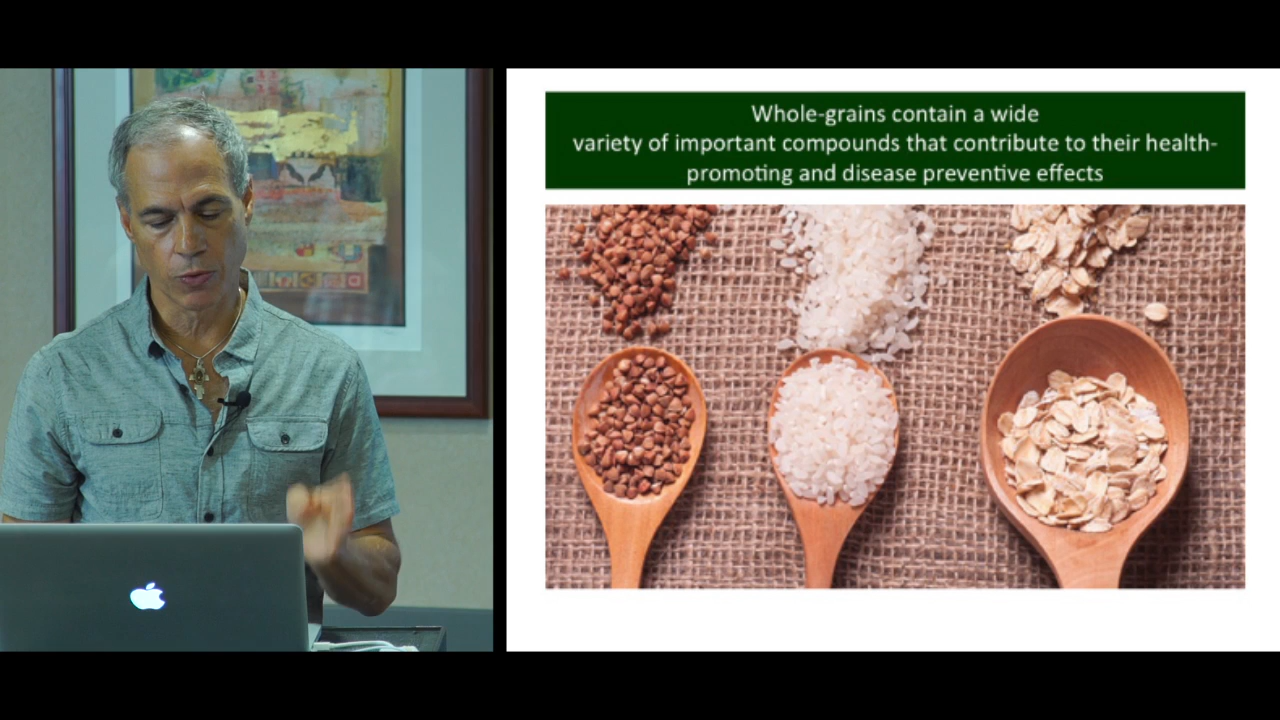 Whole-grains contain a wide
variety of important compounds that contribute to their health-
promoting and disease preventive effects